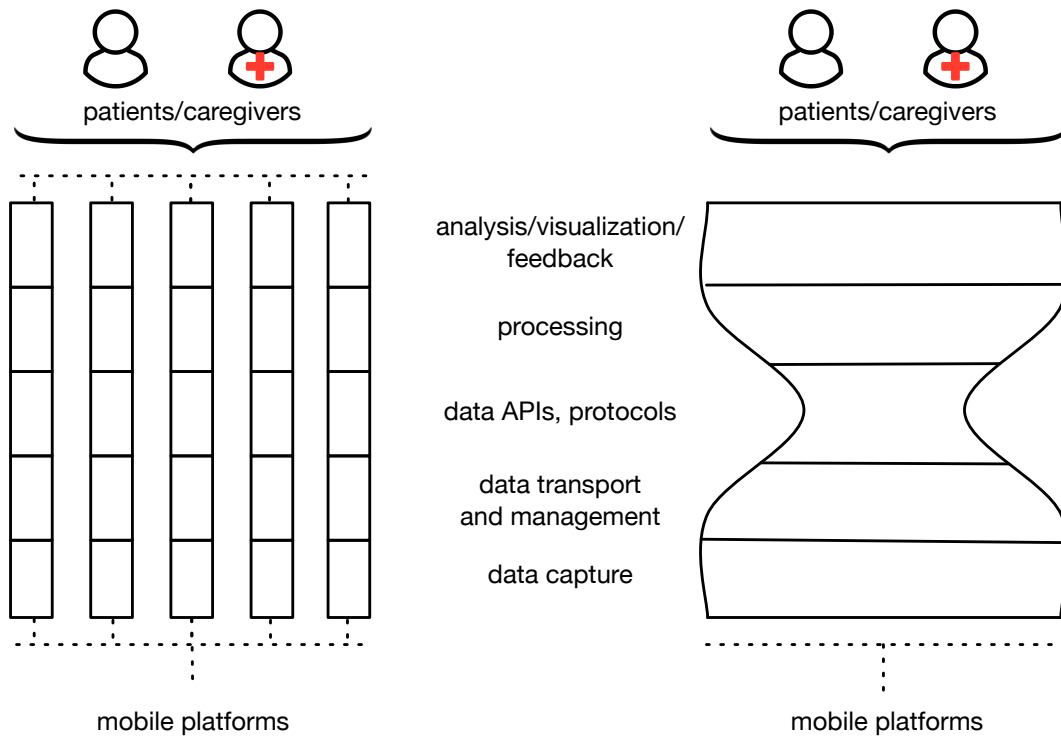 patients/caregivers
patients/caregivers
analysis/visualization/
feedback
processing
data APIs, protocols
data transport
and management
data capture
mobile platforms
mobile platforms